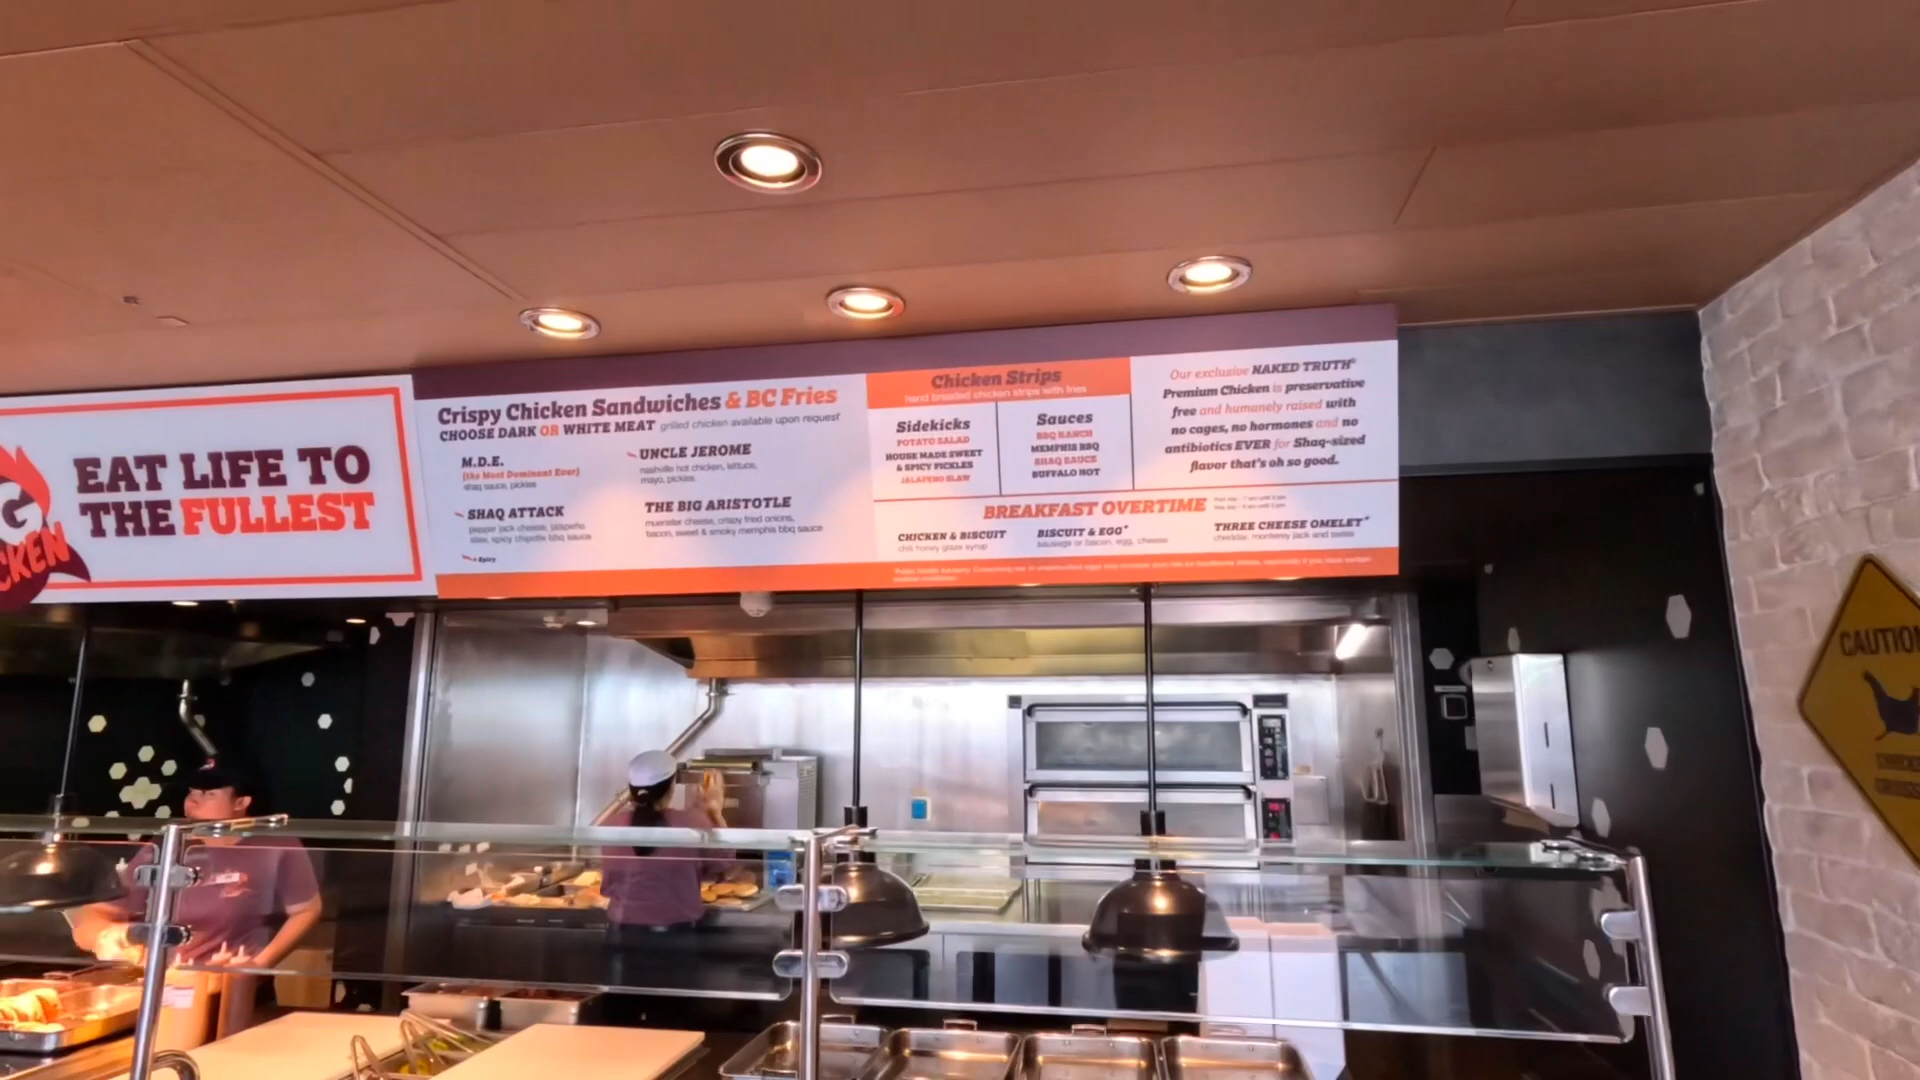 G
CKEN
EAT LIFE TO
THE FULLEST
Crispy Chicken Sandwiches & BC Fries
CHOOSE DARK OR WHITE MEAT grilled chicken available upon request
M.D.E.
(the Most Dominant Ever)
shaq sauce, pickles
SHAQ ATTACK
pepper jack cheese, jalapeño
slaw, spicy chipotle bbq sauce
Spicy
UNCLE JEROME
nashville hot chicken, lettuce,
mayo, pickles
THE BIG ARISTOTLE
muenster cheese, crispy fried onions,
bacon, sweet & smoky memphis bbq sauce
Chicken Strips
hand breaded chicken strips with fries
Sidekicks
POTATO SALAD
HOUSE MADE SWEET
& SPICY PICKLES
JALAPEÑO SLAW
Sauces
BBQ RANCH
MEMPHIS BBQ
SHAQ SAUCE
BUFFALO HOT
Our exclusive NAKED TRUTH®
Premium Chicken is preservative
free and humanely raised with
no cages, no hormones and no
antibiotics EVER for Shaq-sized
flavor that's oh so good.
BREAKFAST OVERTIME
CHICKEN & BISCUIT
chili honey glaze syrup
BISCUIT & EGG*
sausage or bacon, egg, cheese
THREE CHEESE OMELET*
cheddar, monterey jack and swiss
CAUTION